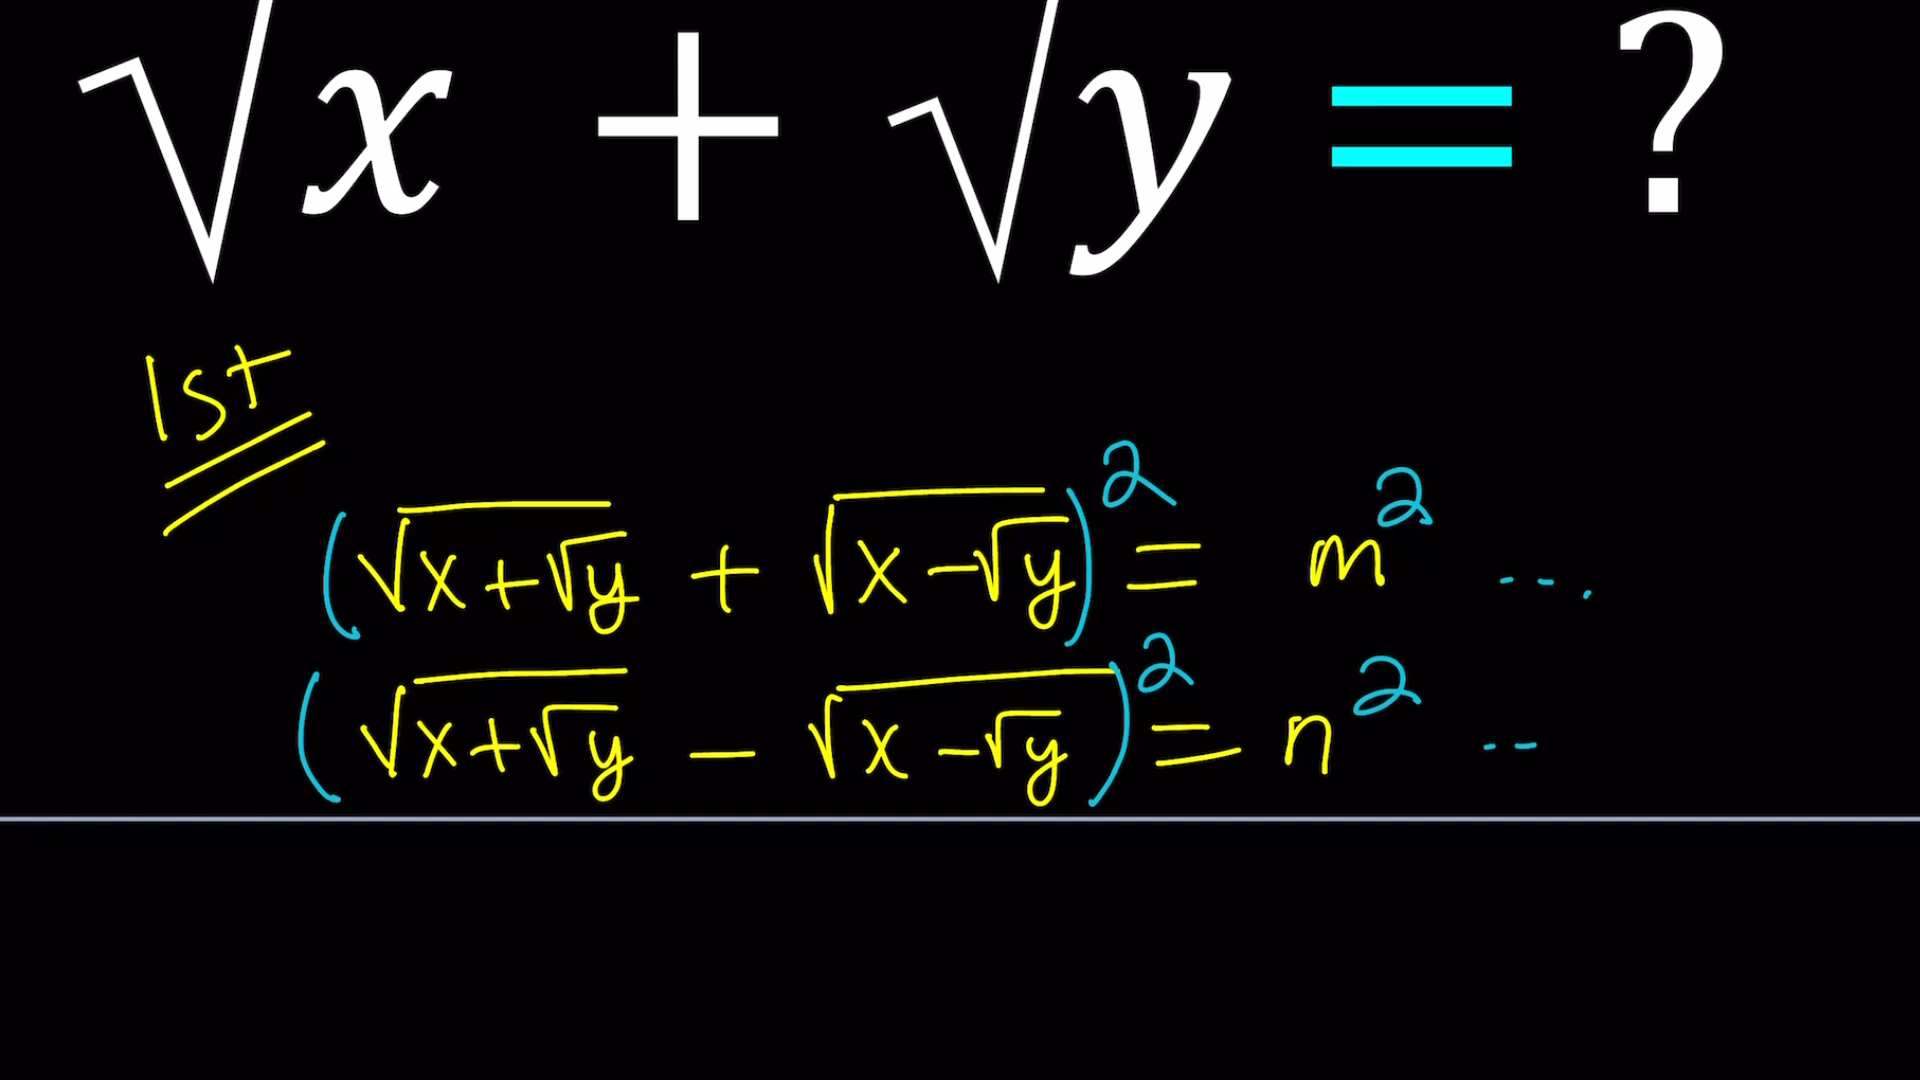 √x + √y = ?
1st
(√(x+√y) + √(x-√y))² = m² ....
(√(x+√y) - √(x-√y))² = n² --